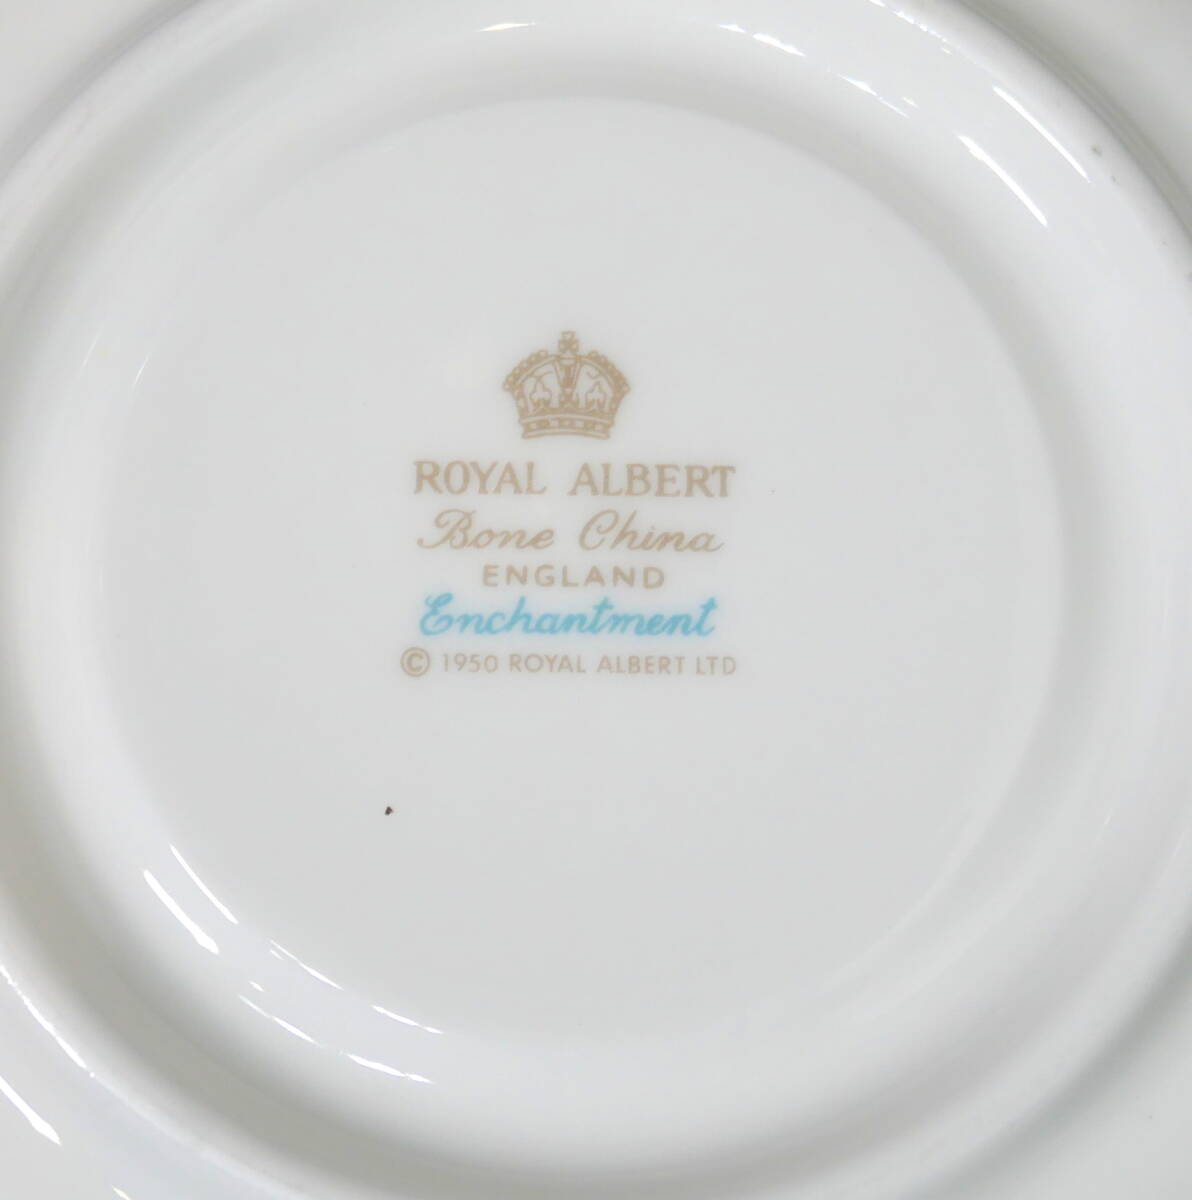 ROYAL ALBERT
Bone China
ENGLAND
Enchantment
© 1950 ROYAL ALBERT LTD